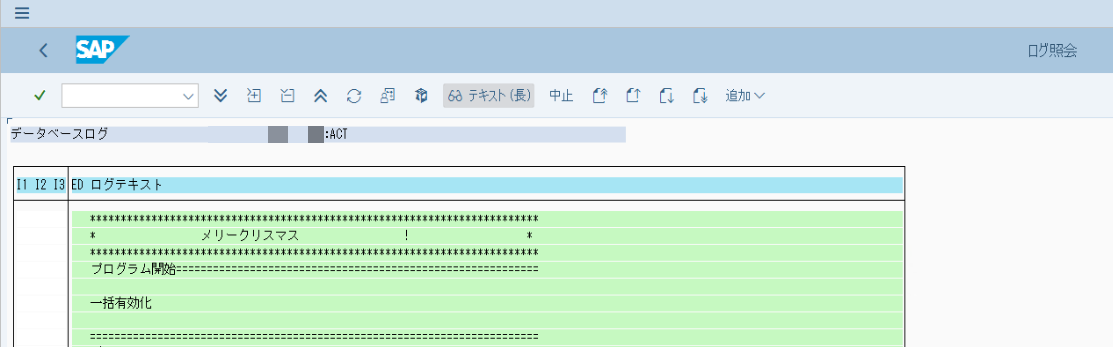 SAP
ログ照会
テキスト(長) 中止 追加
データベースログ :ACT
I1 I2 I3 ED ログテキスト
*************************************************************************
* メリークリスマス ! *
*************************************************************************
プログラム開始===========================================================
一括有効化
=========================================================================